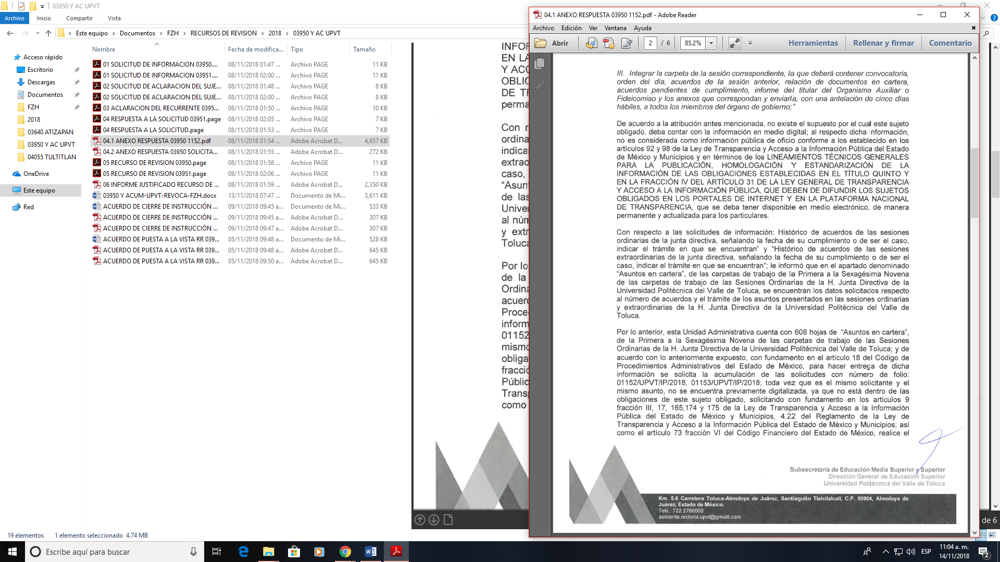 03950 Y AC UPVT
Archivo Inicio Compartir Vista
Este equipo > Documentos > FZH > RECURSOS DE REVISION > 2018 > 03950 Y AC UPVT
Acceso rápido
Escritorio
Descargas
Documentos
FZH
2018
03640 ATIZAPAN
03950 Y AC UPVT
04055 TULTITLAN
OneDrive
Este equipo
Red
Nombre Fecha de modifica... Tipo Tamaño
01 SOLICITUD DE INFORMACION 03950.... 08/11/2018 01:47 ... Archivo PAGE 11 KB
01 SOLICITUD DE INFORMACION 03951.... 08/11/2018 02:00 ... Archivo PAGE 11 KB
02 SOLICITUD DE ACLARACION DEL SUJE... 08/11/2018 01:48 ... Archivo PAGE 8 KB
02 SOLICITUD DE ACLARACION DEL SUJE... 08/11/2018 02:00 ... Archivo PAGE 8 KB
03 ACLARACION DEL RECURRENTE 0395... 08/11/2018 01:50 ... Archivo PAGE 10 KB
04 RESPUESTA A LA SOLICITUD 03951.page 08/11/2018 02:05 ... Archivo PAGE 7 KB
04 RESPUESTA A LA SOLICITUD.page 08/11/2018 01:53 ... Archivo PAGE 7 KB
04.1 ANEXO RESPUESTA 03950 1152.pdf 08/11/2018 01:54 ... Adobe Acrobat D... 4,857 KB
04.2 ANEXO RESPUESTA 03950 SOLICITA... 08/11/2018 01:55 ... Adobe Acrobat D... 272 KB
05 RECURSO DE REVISION 03950.page 08/11/2018 01:58 ... Archivo PAGE 11 KB
05 RECURSO DE REVISION 03951.page 08/11/2018 02:06 ... Archivo PAGE 11 KB
06 INFORME JUSTIFICADO RECURSO DE ... 08/11/2018 01:59 ... Adobe Acrobat D... 2,350 KB
03950 Y ACUM-UPVT-REVOCA-FZH.docx 13/11/2018 07:47 ... Documento de Mi... 3,611 KB
ACUERDO DE CIERRE DE INSTRUCCIÓN ... 09/11/2018 09:45 a... Documento de Mi... 533 KB
ACUERDO DE CIERRE DE INSTRUCCIÓN ... 09/11/2018 09:45 a... Adobe Acrobat D... 307 KB
ACUERDO DE CIERRE DE INSTRUCCIÓN ... 09/11/2018 09:47 a... Adobe Acrobat D... 307 KB
ACUERDO DE PUESTA A LA VISTA RR 039... 05/11/2018 09:48 a... Documento de Mi... 528 KB
ACUERDO DE PUESTA A LA VISTA RR 039... 05/11/2018 09:48 a... Adobe Acrobat D... 645 KB
ACUERDO DE PUESTA A LA VISTA RR 039... 05/11/2018 09:50 a... Adobe Acrobat D... 645 KB
19 elementos 1 elemento seleccionado 4.74 MB
EN LA
OBLIG
DE TR
perma
Con r
ordina
indicar
extrao
caso,
“Asunt
de las
Univer
al núm
y extr
Toluca
Por lo
de la
Ordina
acuerd
Proce
inform
01152
mismo
obliga
fracció
Públic
Transp
como
de 6
04.1 ANEXO RESPUESTA 03950 1152.pdf - Adobe Reader
Archivo Edición Ver Ventana Ayuda
Abrir 2 / 6 85.2% Herramientas Rellenar y firmar Comentario
III. Integrar la carpeta de la sesión correspondiente, la que deberá contener convocatoria,
orden del día, acuerdos de la sesión anterior, relación de documentos en cartera,
acuerdos pendientes de cumplimiento, informe del titular del Organismo Auxiliar o
Fideicomiso y los anexos que correspondan y enviarla, con una antelación de cinco días
hábiles, a todos los miembros del órgano de gobierno;”
De acuerdo a la atribución antes mencionada, no existe el supuesto por el cual este sujeto
obligado, deba contar con la información en medio digital; al respecto dicha información,
no es considerada como información pública de oficio conforme a los establecido en los
artículos 92 y 98 de la Ley de Transparencia y Acceso a la Información Pública del Estado
de México y Municipios y en términos de los LINEAMIENTOS TÉCNICOS GENERALES
PARA LA PUBLICACIÓN, HOMOLOGACIÓN Y ESTANDARIZACIÓN DE LA
INFORMACIÓN DE LAS OBLIGACIONES ESTABLECIDAS EN EL TÍTULO QUINTO Y
EN LA FRACCIÓN IV DEL ARTÍCULO 31 DE LA LEY GENERAL DE TRANSPARENCIA
Y ACCESO A LA INFORMACIÓN PÚBLICA, QUE DEBEN DE DIFUNDIR LOS SUJETOS
OBLIGADOS EN LOS PORTALES DE INTERNET Y EN LA PLATAFORMA NACIONAL
DE TRANSPARENCIA, que se deba tener disponible en medio electrónico, de manera
permanente y actualizada para los particulares.
Con respecto a las solicitudes de información: Histórico de acuerdos de las sesiones
ordinarias de la junta directiva, señalando la fecha de su cumplimiento o de ser el caso,
indicar el trámite en que se encuentran” y “Histórico de acuerdos de las sesiones
extraordinarias de la junta directiva, señalando la fecha de su cumplimiento o de ser el
caso, indicar el trámite en que se encuentran”; le informó que en el apartado denominado
“Asuntos en cartera”, de las carpetas de trabajo de la Primera a la Sexagésima Novena
de las carpetas de trabajo de las Sesiones Ordinarias de la H. Junta Directiva de la
Universidad Politécnica del Valle de Toluca, se encuentran los datos solicitados respecto
al número de acuerdos y el trámite de los asuntos presentados en las sesiones ordinarias
y extraordinarias de la H. Junta Directiva de la Universidad Politécnica del Valle de
Toluca.
Por lo anterior, esta Unidad Administrativa cuenta con 608 hojas de “Asuntos en cartera”,
de la Primera a la Sexagésima Novena de las carpetas de trabajo de las Sesiones
Ordinarias de la H. Junta Directiva de la Universidad Politécnica del Valle de Toluca; y de
acuerdo con lo anteriormente expuesto, con fundamento en el artículo 18 del Código de
Procedimientos Administrativos del Estado de México, para hacer entrega de dicha
información se solicita la acumulación de las solicitudes con número de folio:
01152/UPVT/IP/2018, 01153/UPVT/IP/2018; toda vez que es el mismo solicitante y el
mismo asunto, no se encuentra previamente digitalizada, ya que no está dentro de las
obligaciones de este sujeto obligado, solicitando con fundamento en los artículos 9
fracción III, 17, 165,174 y 175 de la Ley de Transparencia y Acceso a la Información
Pública del Estado de México y Municipios, 4.22 del Reglamento de la Ley de
Transparencia y Acceso a la Información Pública del Estado de México y Municipios; así
como el artículo 73 fracción VI del Código Financiero del Estado de México, realice el
Subsecretaría de Educación Media Superior y Superior
Dirección General de Educación Superior
Universidad Politécnica del Valle de Toluca
Km. 5.6 Carretera Toluca-Almoloya de Juárez, Santiaguito Tlalcilalcali, C.P. 50904, Almoloya de
Juárez, Estado de México.
Tels.: 722 2766060
asistente.rectoria.upvt@gmaill.com
Escribe aquí para buscar
ESP
11:04 a. m.
14/11/2018
2